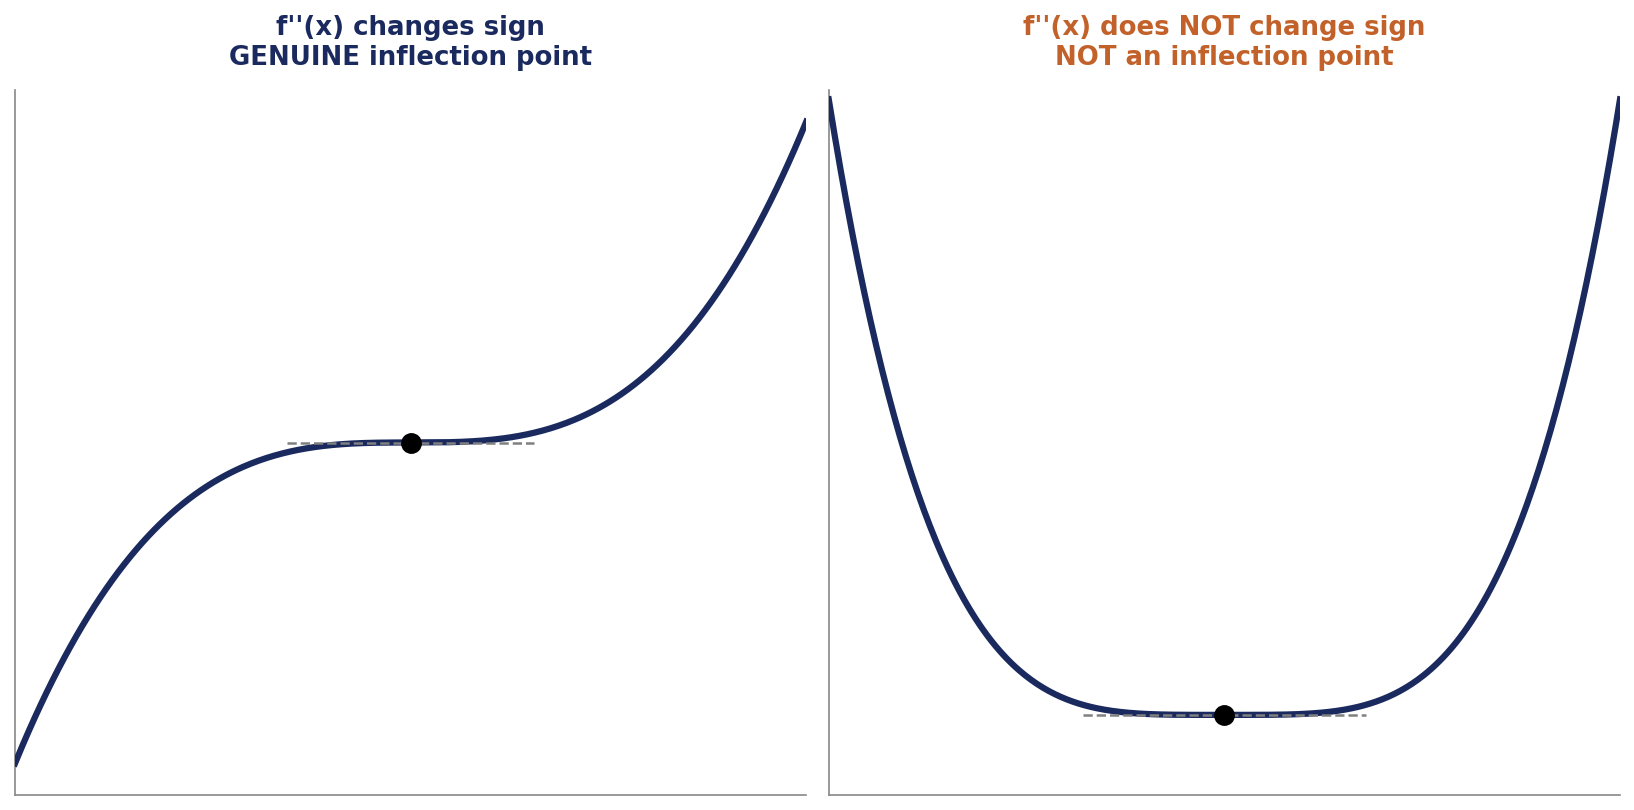 f''(x) changes sign
GENUINE inflection point
f''(x) does NOT change sign
NOT an inflection point